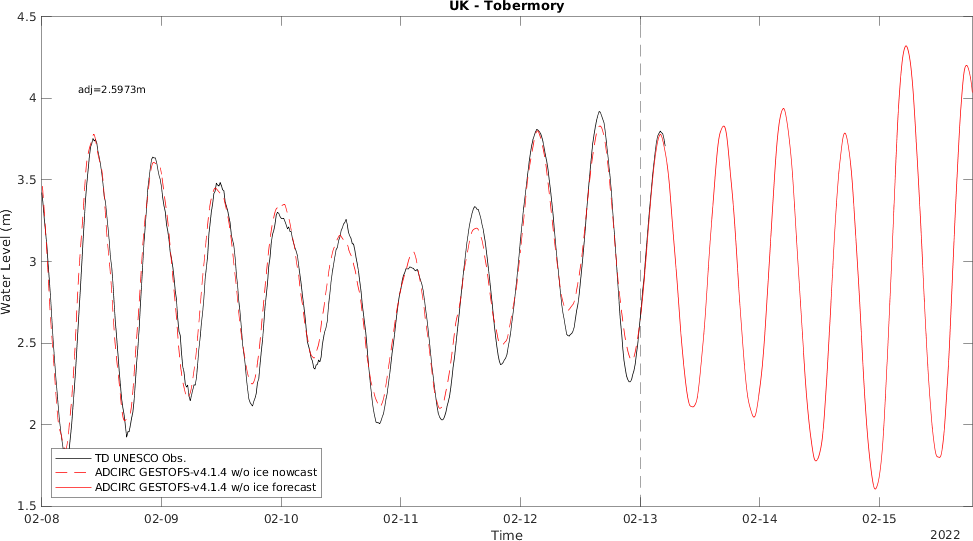 UK - Tobermory
4.5
4
3.5
3
2.5
2
1.5
Water Level (m)
adj=2.5973m
TD UNESCO Obs.
ADCIRC GESTOFS-v4.1.4 w/o ice nowcast
ADCIRC GESTOFS-v4.1.4 w/o ice forecast
02-08 02-09 02-10 02-11 02-12 02-13 02-14 02-15
Time
2022